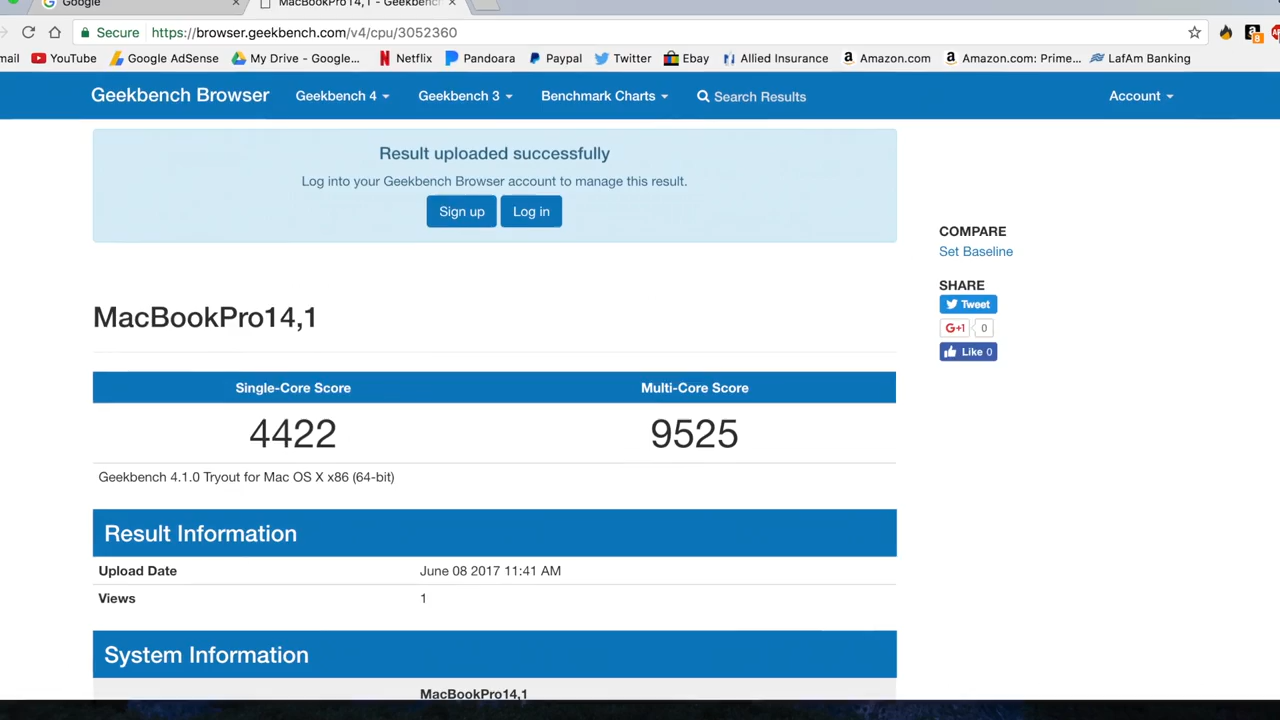 Google
MacBookPro14,1 - Geekbench
Secure https://browser.geekbench.com/v4/cpu/3052360
mail YouTube Google AdSense My Drive - Google... Netflix Pandoara Paypal Twitter Ebay Allied Insurance Amazon.com Amazon.com: Prime... LafAm Banking
Geekbench Browser Geekbench 4 Geekbench 3 Benchmark Charts Search Results Account
Result uploaded successfully
Log into your Geekbench Browser account to manage this result.
Sign up Log in
COMPARE
Set Baseline
SHARE
Tweet
G+1 0
Like 0
MacBookPro14,1
Single-Core Score Multi-Core Score
4422 9525
Geekbench 4.1.0 Tryout for Mac OS X x86 (64-bit)
Result Information
Upload Date June 08 2017 11:41 AM
Views 1
System Information
MacBookPro14,1